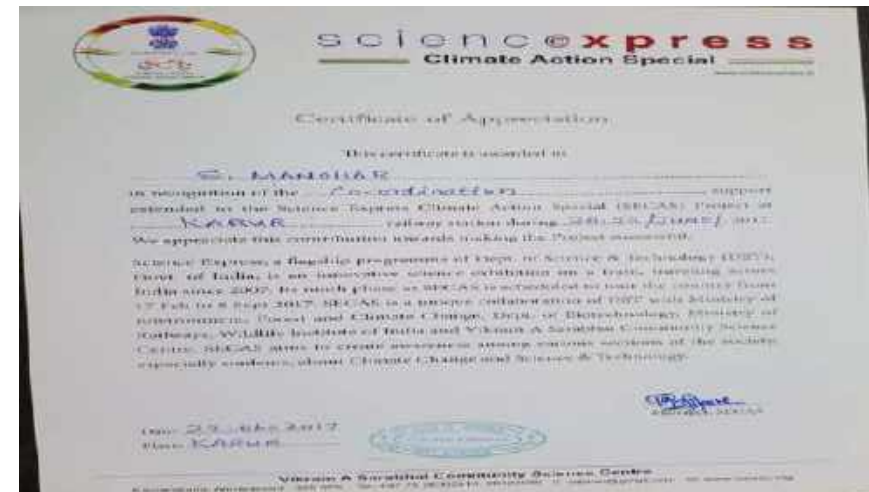 sciencexpress
Climate Action Special
Certificate of Appreciation
This certificate is awarded to
S. MANOHAR
in recognition of the Co-ordination support
extended to the Science Express Climate Action Special (SECAS) Project at
KARUR railway station during /JUNE/ 2017
We appreciate this contribution towards making the Project successful.
Science Express, a flagship programme of Dept. of Science & Technology (DST),
Govt. of India, is an innovative science exhibition on a train, traveling across
India since 2007. Its phase as SECAS is scheduled to tour the country from
17 Feb to 8 Sept 2017. SECAS is a unique collaboration of DST with Ministry of
Environment, Forest and Climate Change, Dept. of Biotechnology, Ministry of
Railways, Wildlife Institute of India and Vikram A Sarabhai Community Science
Centre. SECAS aims to create awareness among various sections of the society,
especially students, about Climate Change and Science & Technology.
Date: 2017
Place: KARUR
Vikram A Sarabhai Community Science Centre